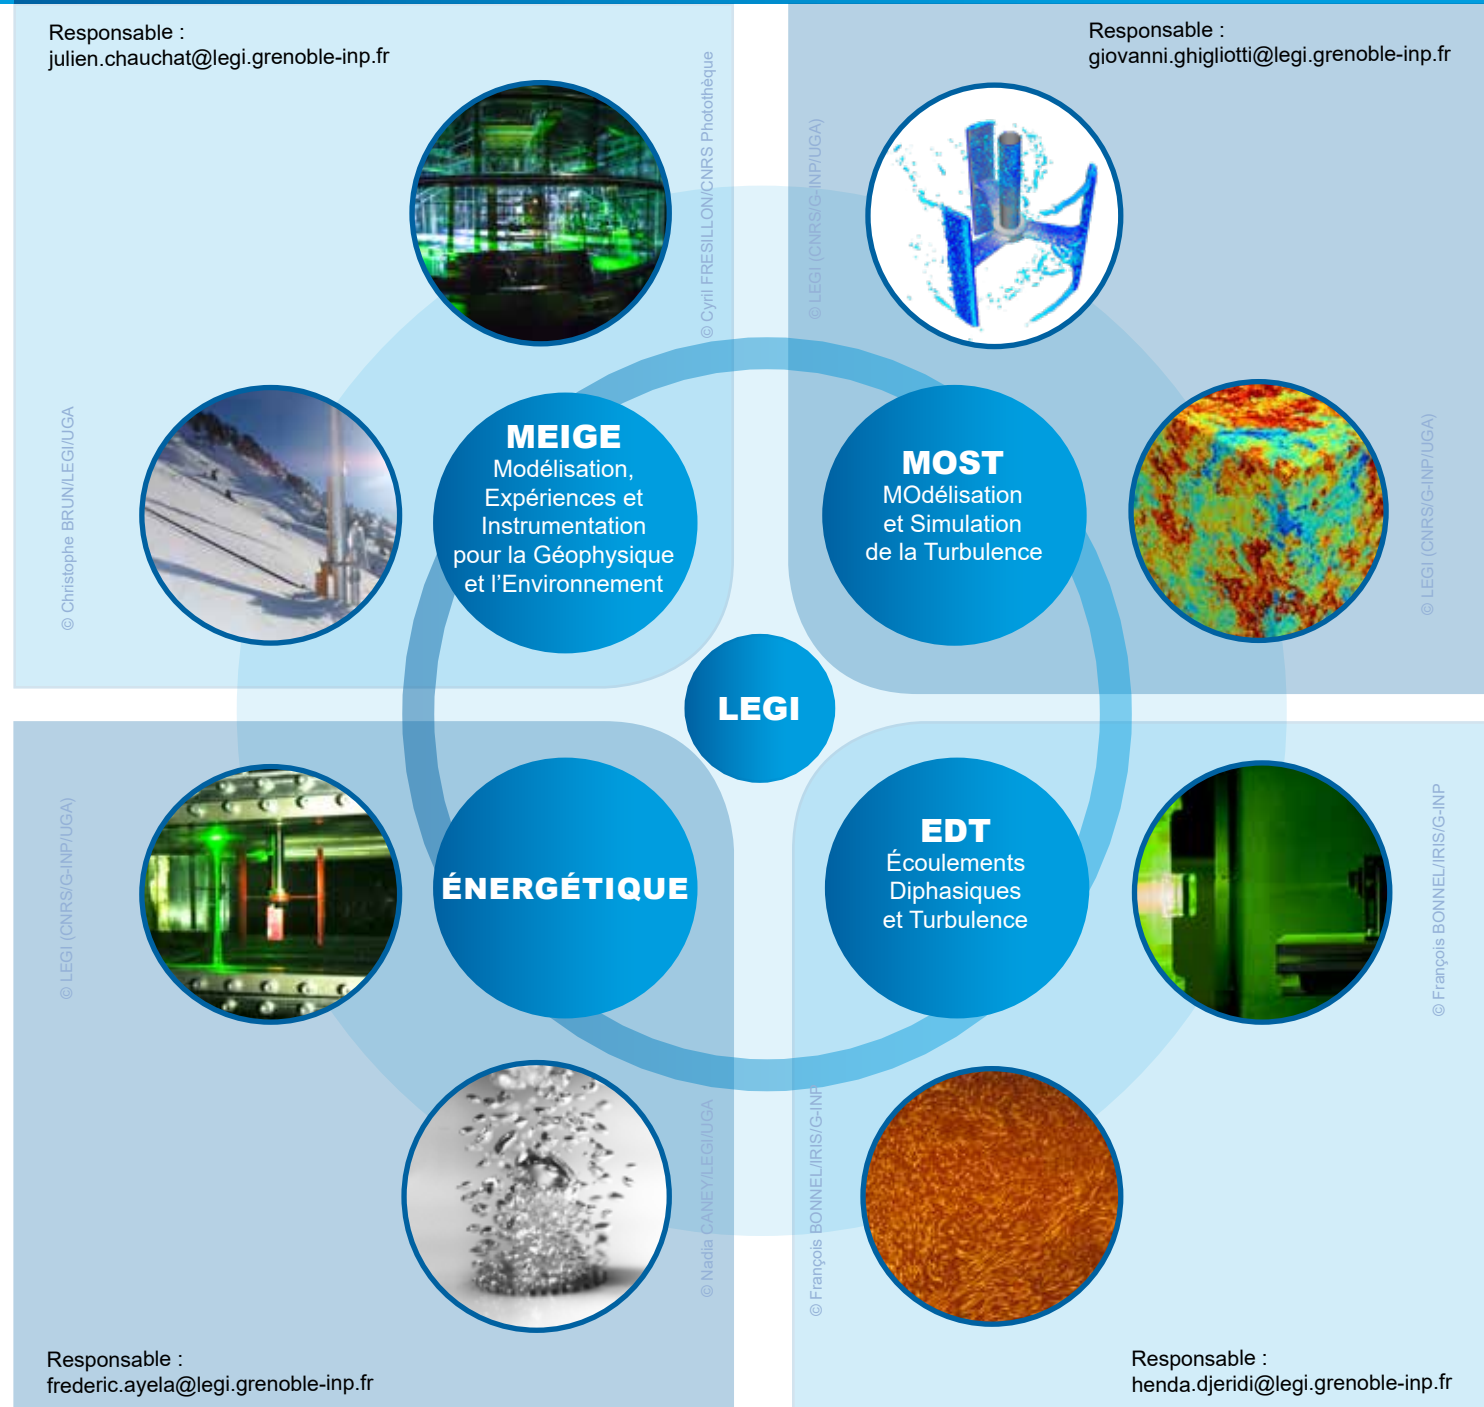 Responsable :
julien.chauchat@legi.grenoble-inp.fr
© Cyril FRESILLON/CNRS Photothèque
© Christophe BRUN/LEGI/UGA
MEIGE
Modélisation,
Expériences et
Instrumentation
pour la Géophysique
et l’Environnement
Responsable :
giovanni.ghigliotti@legi.grenoble-inp.fr
© LEGI (CNRS/G-INP/UGA)
MOST
MOdélisation
et Simulation
de la Turbulence
© LEGI (CNRS/G-INP/UGA)
LEGI
© LEGI (CNRS/G-INP/UGA)
ÉNERGÉTIQUE
© Nadia CANEY/LEGI/UGA
Responsable :
frederic.ayela@legi.grenoble-inp.fr
EDT
Écoulements
Diphasiques
et Turbulence
© François BONNEL/IRIS/G-INP
© François BONNEL/IRIS/G-INP
Responsable :
henda.djeridi@legi.grenoble-inp.fr